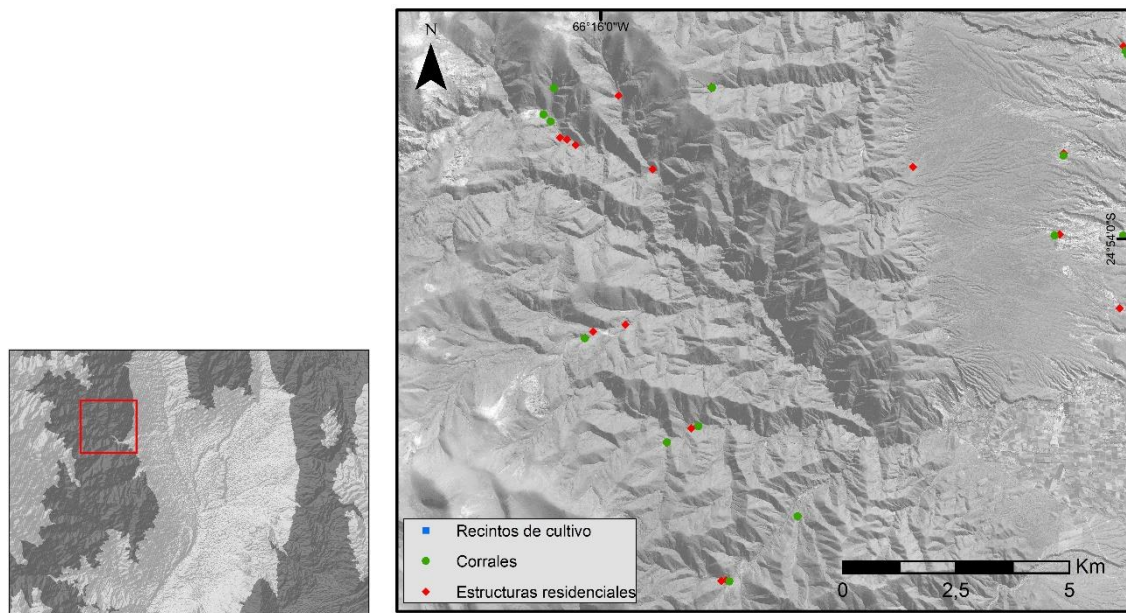 66°16'0"W
N
24°54'0"S
Recintos de cultivo
Corrales
Estructuras residenciales
Km
0 2,5 5